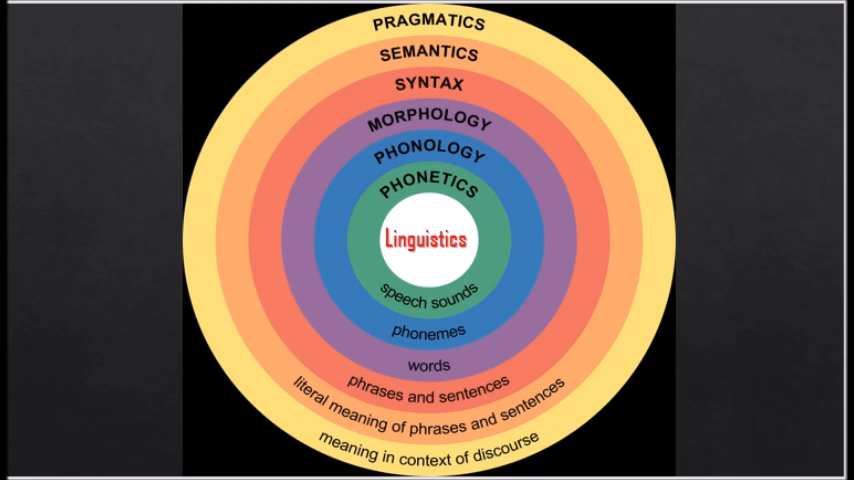 PRAGMATICS
SEMANTICS
SYNTAX
MORPHOLOGY
PHONOLOGY
PHONETICS
Linguistics
speech sounds
phonemes
words
phrases and sentences
literal meaning of phrases and sentences
meaning in context of discourse